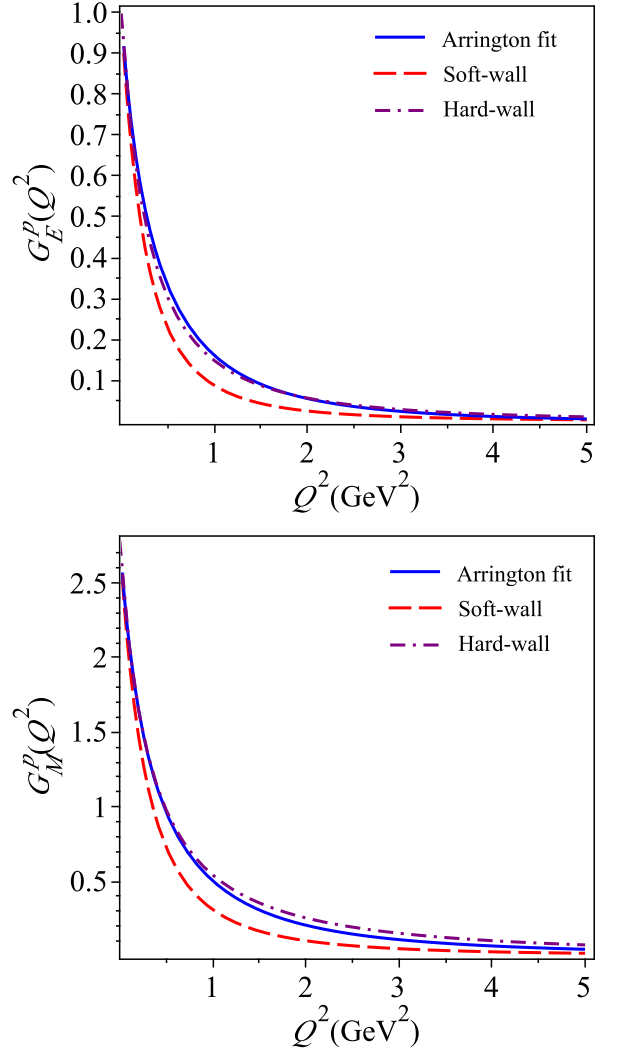 1.0
0.9
0.8
0.7
0.6
0.5
0.4
0.3
0.2
0.1
G_E^p(Q^2)
Arrington fit
Soft-wall
Hard-wall
1 2 3 4 5
Q^2(GeV^2)
2.5
2
1.5
1
0.5
G_M^p(Q^2)
Arrington fit
Soft-wall
Hard-wall
1 2 3 4 5
Q^2(GeV^2)